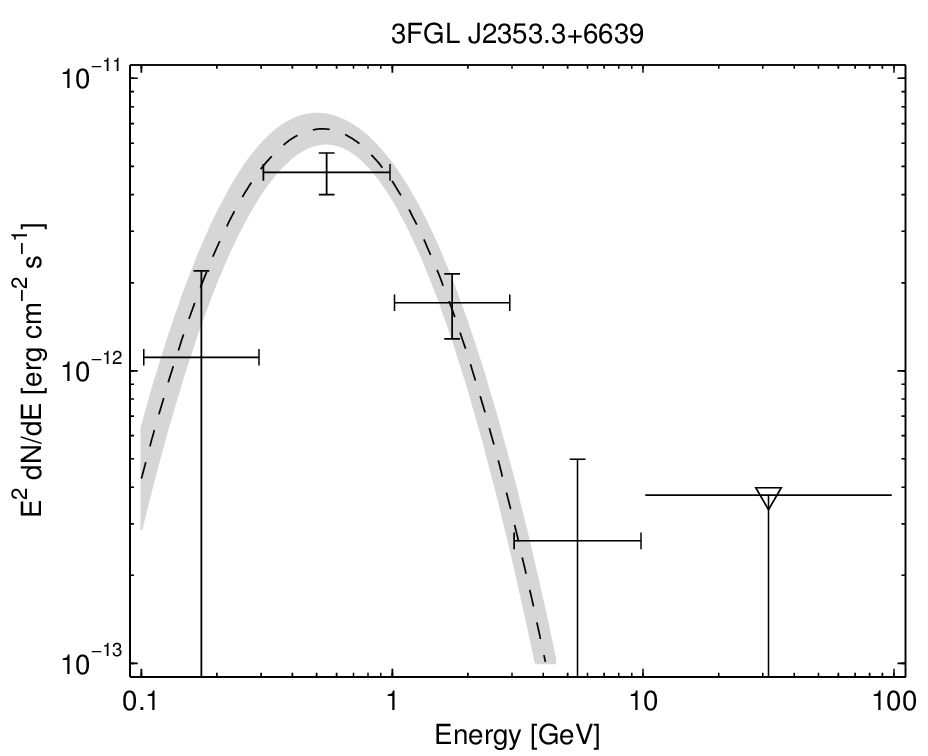 3FGL J2353.3+6639
10⁻¹¹
10⁻¹²
10⁻¹³
E² dN/dE [erg cm⁻² s⁻¹]
0.1 1 10 100
Energy [GeV]